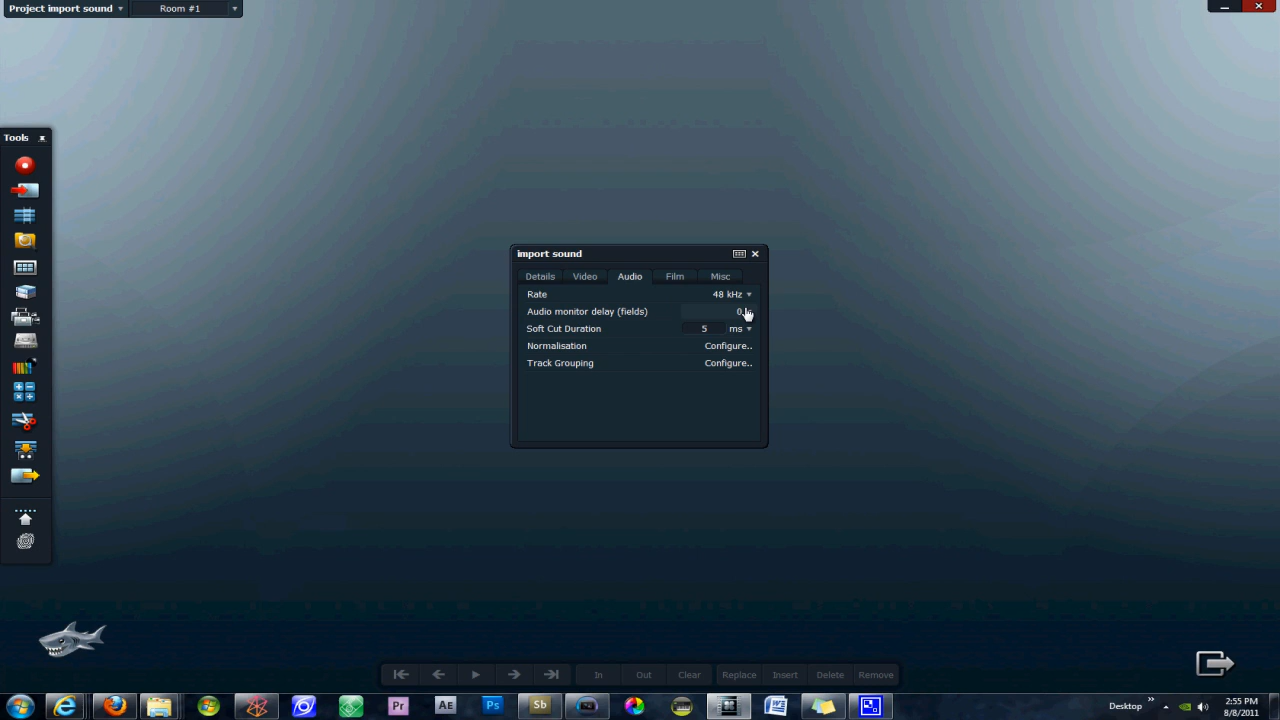 Project import sound
Room #1
Tools
import sound
Details Video Audio Film Misc
Rate 48 kHz
Audio monitor delay (fields) 0
Soft Cut Duration 5 ms
Normalisation Configure..
Track Grouping Configure..
In Out Clear Replace Insert Delete Remove
Pr AE Ps Sb
Desktop »
2:55 PM
8/8/2011